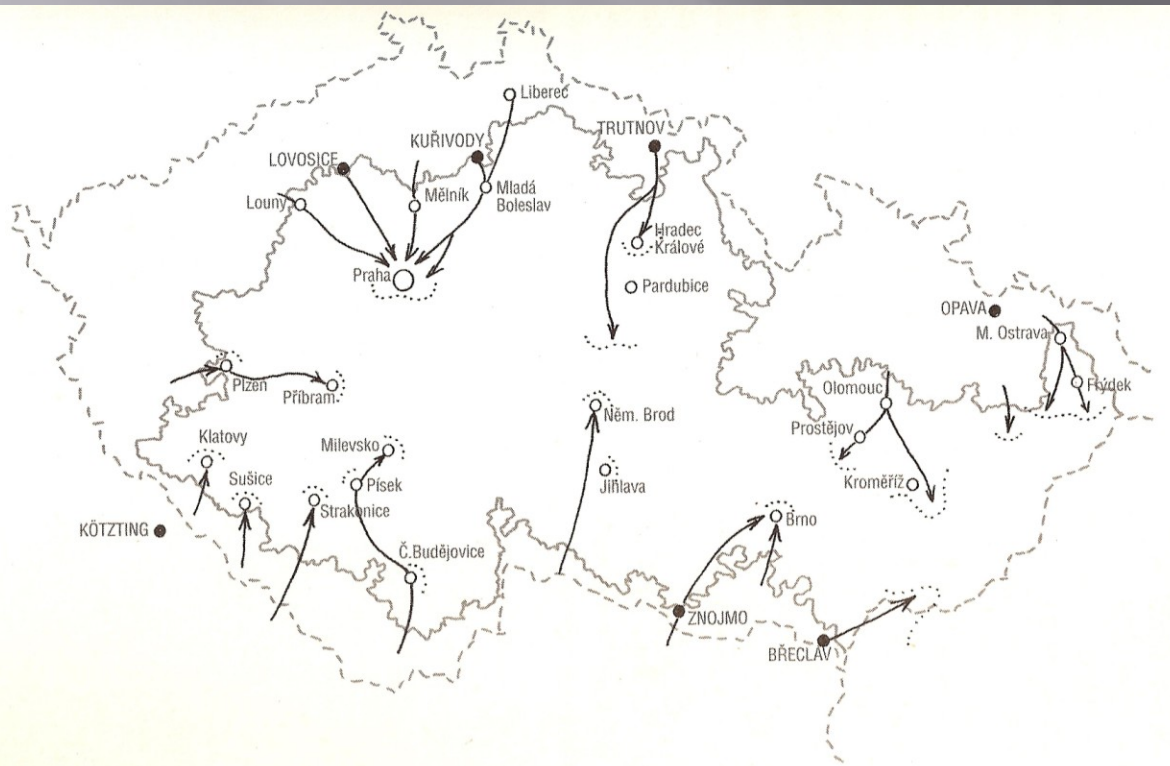 Liberec
TRUTNOV
KUŘIVODY
LOVOSICE
Mladá
Boleslav
Mělník
Louny
Hradec
Králové
Praha
Pardubice
OPAVA
M. Ostrava
Plzeň
Příbram
Olomouc
Frýdek
Něm. Brod
Prostějov
Klatovy
Milevsko
Jihlava
Kroměříž
Sušice
Písek
Strakonice
Brno
KÖTZTING
Č.Budějovice
ZNOJMO
BŘECLAV